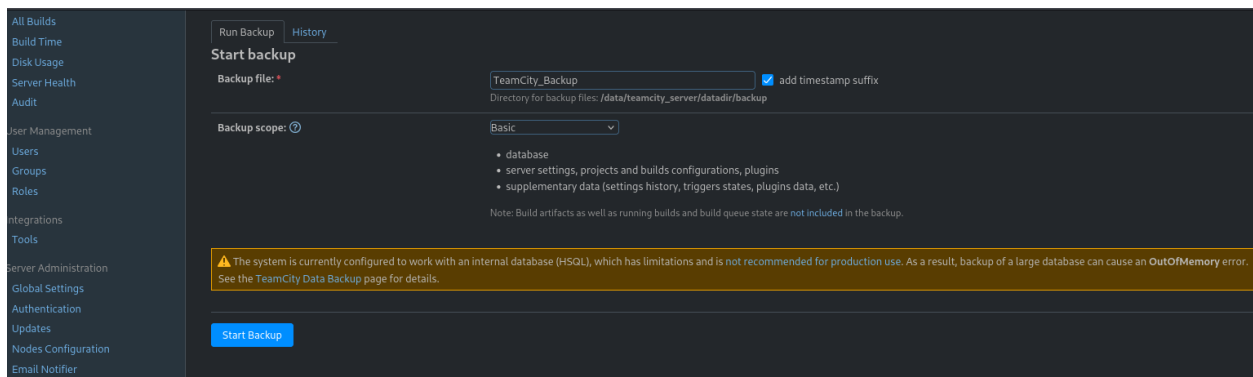 All Builds
Build Time
Disk Usage
Server Health
Audit
User Management
Users
Groups
Roles
ntegrations
Tools
Server Administration
Global Settings
Authentication
Updates
Nodes Configuration
Email Notifier
Run Backup History
Start backup
Backup file: *
TeamCity_Backup add timestamp suffix
Directory for backup files: /data/teamcity_server/datadir/backup
Backup scope: ?
Basic
• database
• server settings, projects and builds configurations, plugins
• supplementary data (settings history, triggers states, plugins data, etc.)
Note: Build artifacts as well as running builds and build queue state are not included in the backup.
The system is currently configured to work with an internal database (HSQL), which has limitations and is not recommended for production use. As a result, backup of a large database can cause an OutOfMemory error.
See the TeamCity Data Backup page for details.
Start Backup